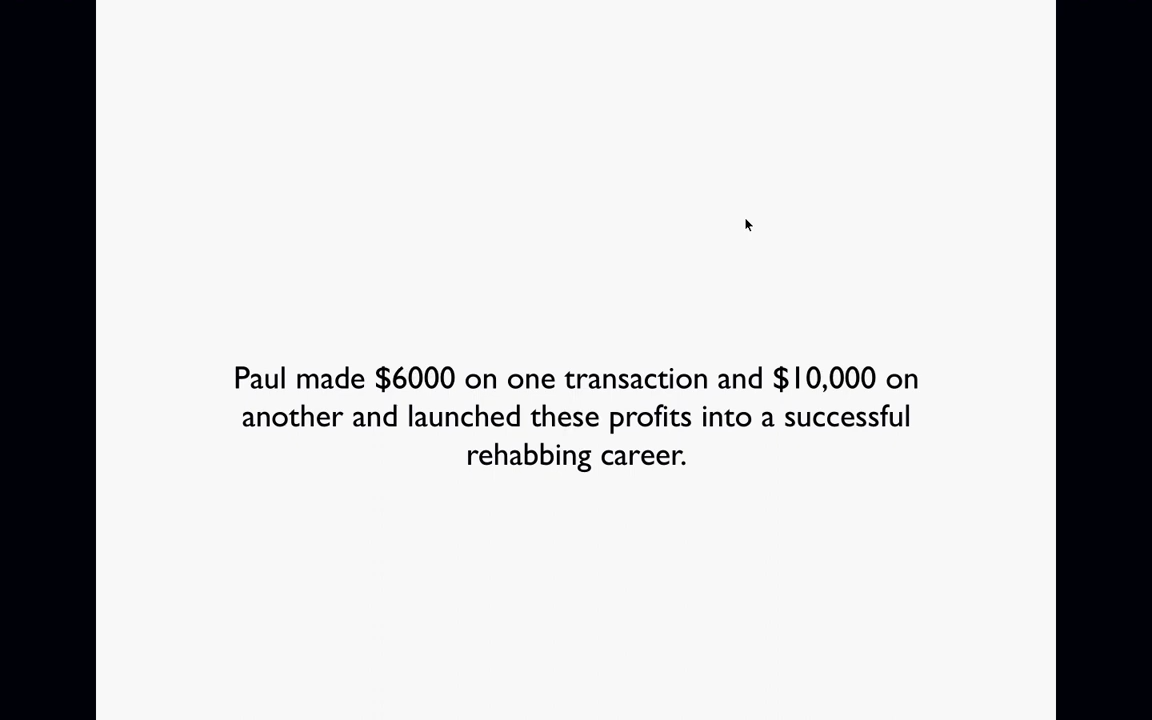 Paul made $6000 on one transaction and $10,000 on
another and launched these profits into a successful
rehabbing career.